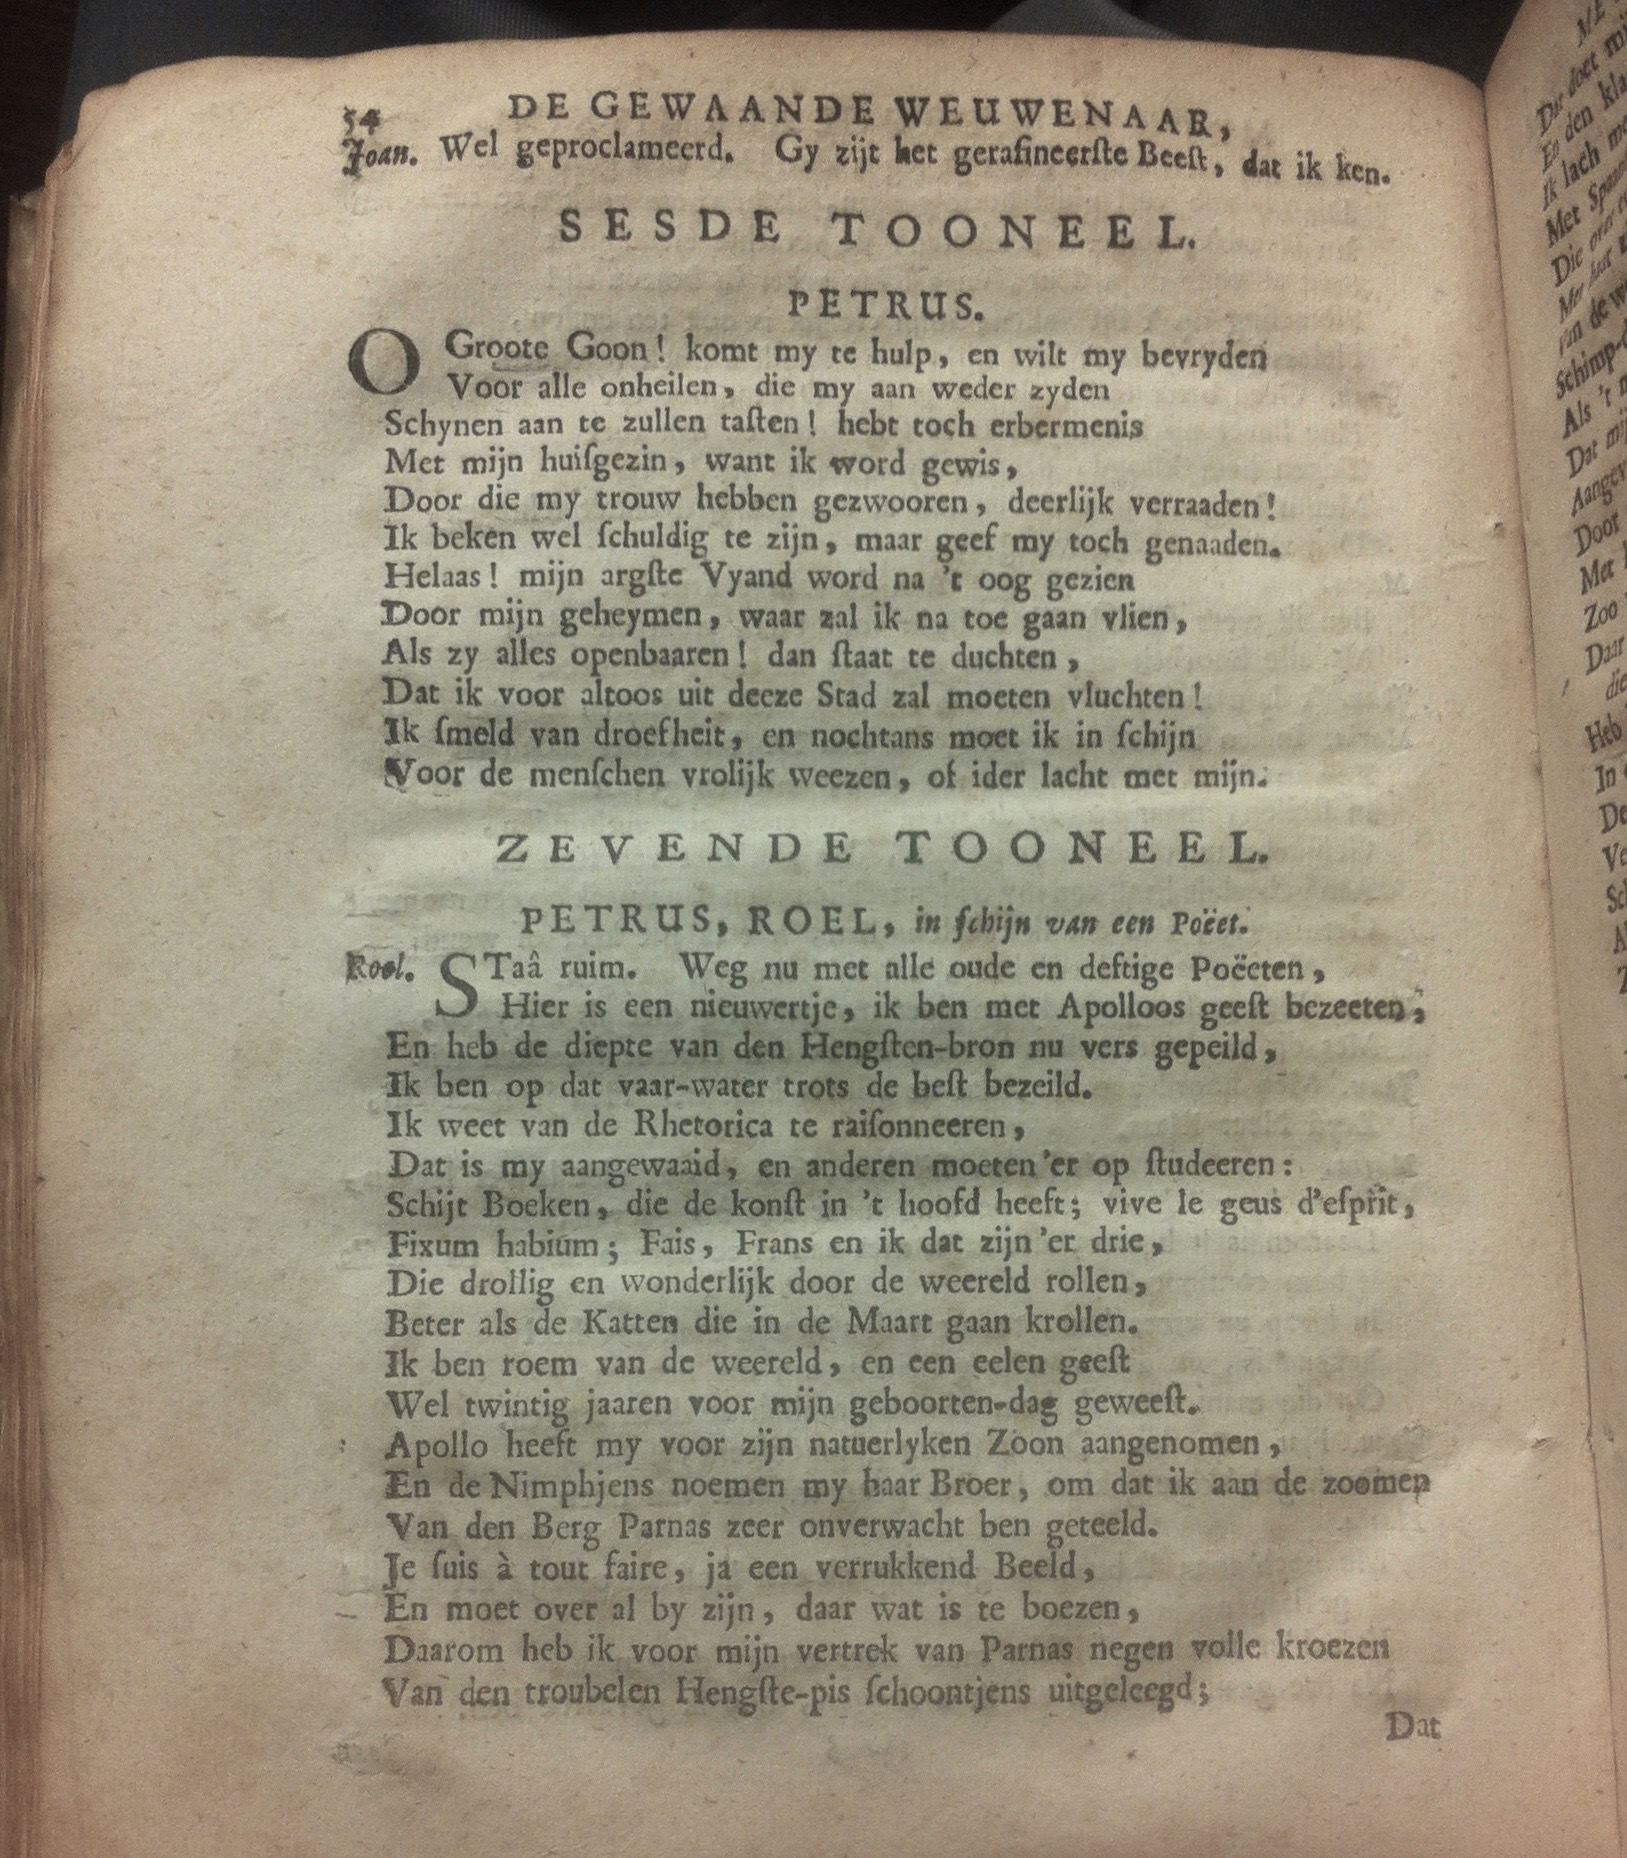 54 DE GEWAANDE WEUWENAAR,
Joan. Wel geproclameerd. Gy zijt het gerafineerſte Beeſt, dat ik ken.
SESDE TOONEEL.
PETRUS.
O Groote Goon! komt my te hulp, en wilt my bevryden
Voor alle onheilen, die my aan weder zyden
Schynen aan te zullen taſten! hebt toch erbermenis
Met mijn huiſgezin, want ik word gewis,
Door die my trouw hebben gezwooren, deerlijk verraaden!
Ik beken wel ſchuldig te zijn, maar geef my toch genaaden.
Helaas! mijn argſte Vyand word na 't oog gezien
Door mijn geheymen, waar zal ik na toe gaan vlien,
Als zy alles openbaaren! dan ſtaat te duchten,
Dat ik voor altoos uit deeze Stad zal moeten vluchten!
Ik ſmeld van droefheit, en nochtans moet ik in ſchijn
Voor de menſchen vrolijk weezen, of ider lacht met mijn.
ZEVENDE TOONEEL.
PETRUS, ROEL, in ſchijn van een Poëet.
Roel. STaâ ruim. Weg nu met alle oude en deftige Poëeten,
Hier is een nieuwertje, ik ben met Apolloos geeſt bezeeten,
En heb de diepte van den Hengſten-bron nu vers gepeild,
Ik ben op dat vaar-water trots de beſt bezeild.
Ik weet van de Rhetorica te raiſonneeren,
Dat is my aangewaaid, en anderen moeten 'er op ſtudeeren:
Schijt Boeken, die de konſt in 't hoofd heeft; vive le geus d'eſprit,
Fixum habium; Fais, Frans en ik dat zijn 'er drie,
Die drollig en wonderlijk door de weereld rollen,
Beter als de Katten die in de Maart gaan krollen.
Ik ben roem van de weereld, en een eelen geeſt
Wel twintig jaaren voor mijn geboorten-dag geweeſt.
Apollo heeft my voor zijn natuerlyken Zoon aangenomen,
En de Nimphjens noemen my haar Broer, om dat ik aan de zoomen
Van den Berg Parnas zeer onverwacht ben geteeld.
Je ſuis à tout faire, ja een verrukkend Beeld,
En moet over al by zijn, daar wat is te boezen,
Daarom heb ik voor mijn vertrek van Parnas negen volle kroezen
Van den troubelen Hengſte-pis ſchoontjens uitgeleegd;
Dat